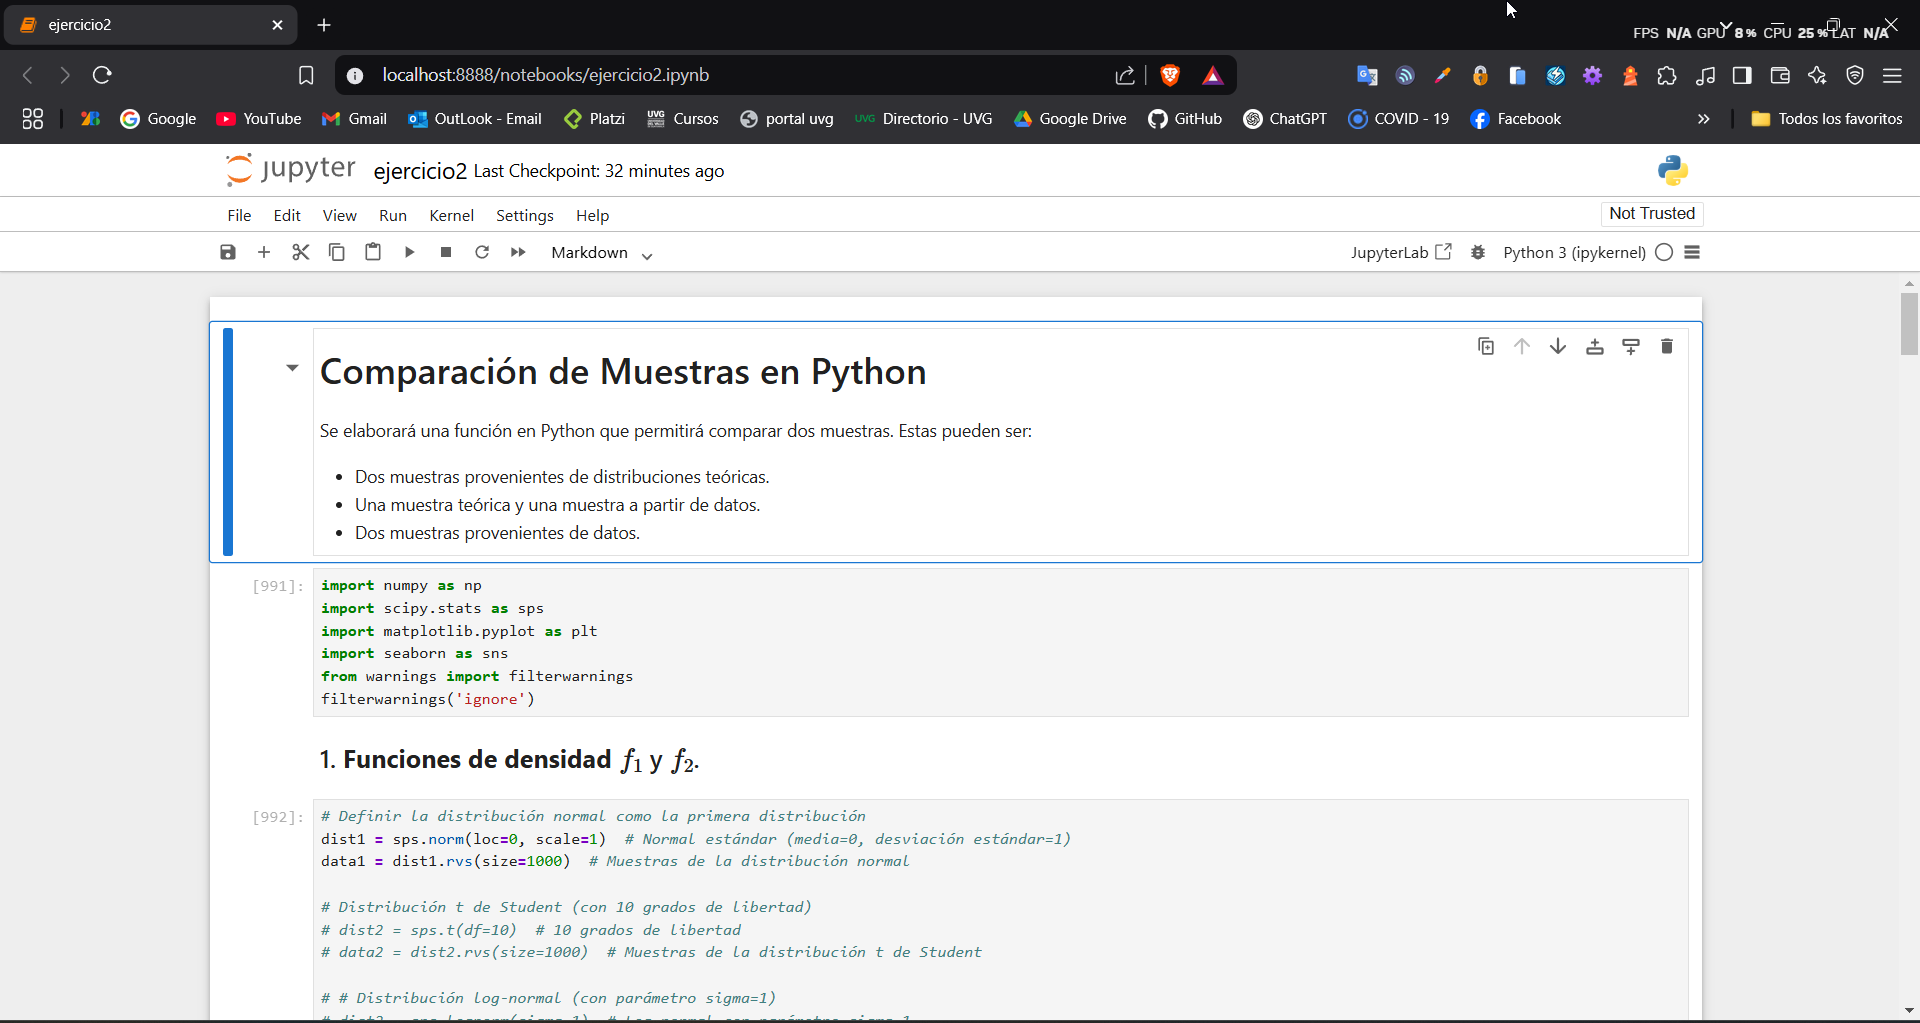 ejercicio2
FPS N/A GPU 8% CPU 25% LAT N/A
localhost:8888/notebooks/ejercicio2.ipynb
Google YouTube Gmail OutLook - Email Platzi UVG Cursos portal uvg UVG Directorio - UVG Google Drive GitHub ChatGPT COVID - 19 Facebook » Todos los favoritos
jupyter ejercicio2 Last Checkpoint: 32 minutes ago
File Edit View Run Kernel Settings Help Not Trusted
Markdown JupyterLab Python 3 (ipykernel)
Comparación de Muestras en Python
Se elaborará una función en Python que permitirá comparar dos muestras. Estas pueden ser:
• Dos muestras provenientes de distribuciones teóricas.
• Una muestra teórica y una muestra a partir de datos.
• Dos muestras provenientes de datos.
[991]: import numpy as np
import scipy.stats as sps
import matplotlib.pyplot as plt
import seaborn as sns
from warnings import filterwarnings
filterwarnings('ignore')
1. Funciones de densidad f₁ y f₂.
[992]: # Definir la distribución normal como la primera distribución
dist1 = sps.norm(loc=0, scale=1)  # Normal estándar (media=0, desviación estándar=1)
data1 = dist1.rvs(size=1000)  # Muestras de la distribución normal
# Distribución t de Student (con 10 grados de libertad)
# dist2 = sps.t(df=10)  # 10 grados de libertad
# data2 = dist2.rvs(size=1000)  # Muestras de la distribución t de Student
# # Distribución log-normal (con parámetro sigma=1)